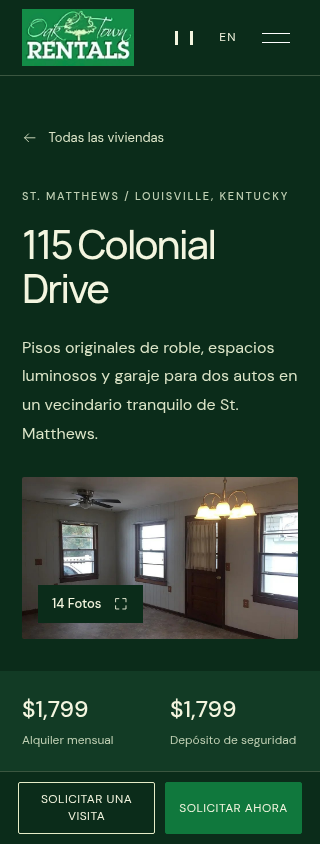 Oak Town
RENTALS
EN
Todas las viviendas
ST. MATTHEWS / LOUISVILLE, KENTUCKY
115 Colonial
Drive
Pisos originales de roble, espacios
luminosos y garaje para dos autos en
un vecindario tranquilo de St.
Matthews.
14 Fotos
$1,799
$1,799
Alquiler mensual
Depósito de seguridad
SOLICITAR UNA
VISITA
SOLICITAR AHORA